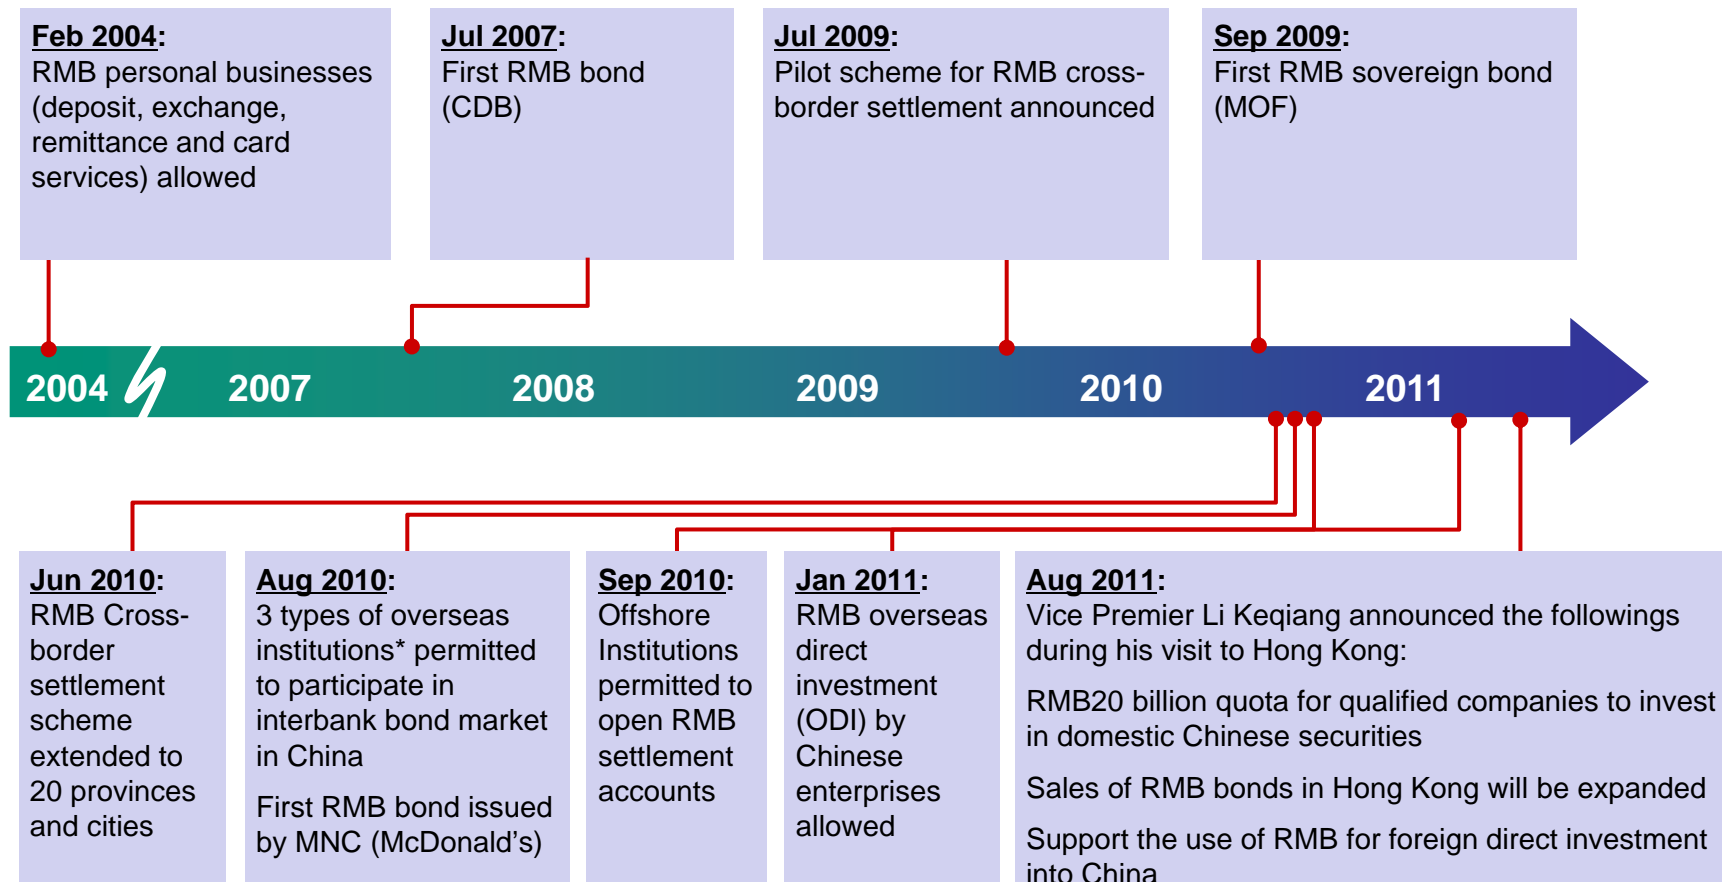 Feb 2004:
RMB personal businesses
(deposit, exchange,
remittance and card
services) allowed
Jul 2007:
First RMB bond
(CDB)
Jul 2009:
Pilot scheme for RMB cross-
border settlement announced
Sep 2009:
First RMB sovereign bond
(MOF)
2004
2007
2008
2009
2010
2011
Jun 2010:
RMB Cross-
border
settlement
scheme
extended to
20 provinces
and cities
Aug 2010:
3 types of overseas
institutions* permitted
to participate in
interbank bond market
in China
First RMB bond issued
by MNC (McDonald's)
Sep 2010:
Offshore
Institutions
permitted to
open RMB
settlement
accounts
Jan 2011:
RMB overseas
direct
investment
(ODI) by
Chinese
enterprises
allowed
Aug 2011:
Vice Premier Li Keqiang announced the followings
during his visit to Hong Kong:
RMB20 billion quota for qualified companies to invest
in domestic Chinese securities
Sales of RMB bonds in Hong Kong will be expanded
Support the use of RMB for foreign direct investment
into China